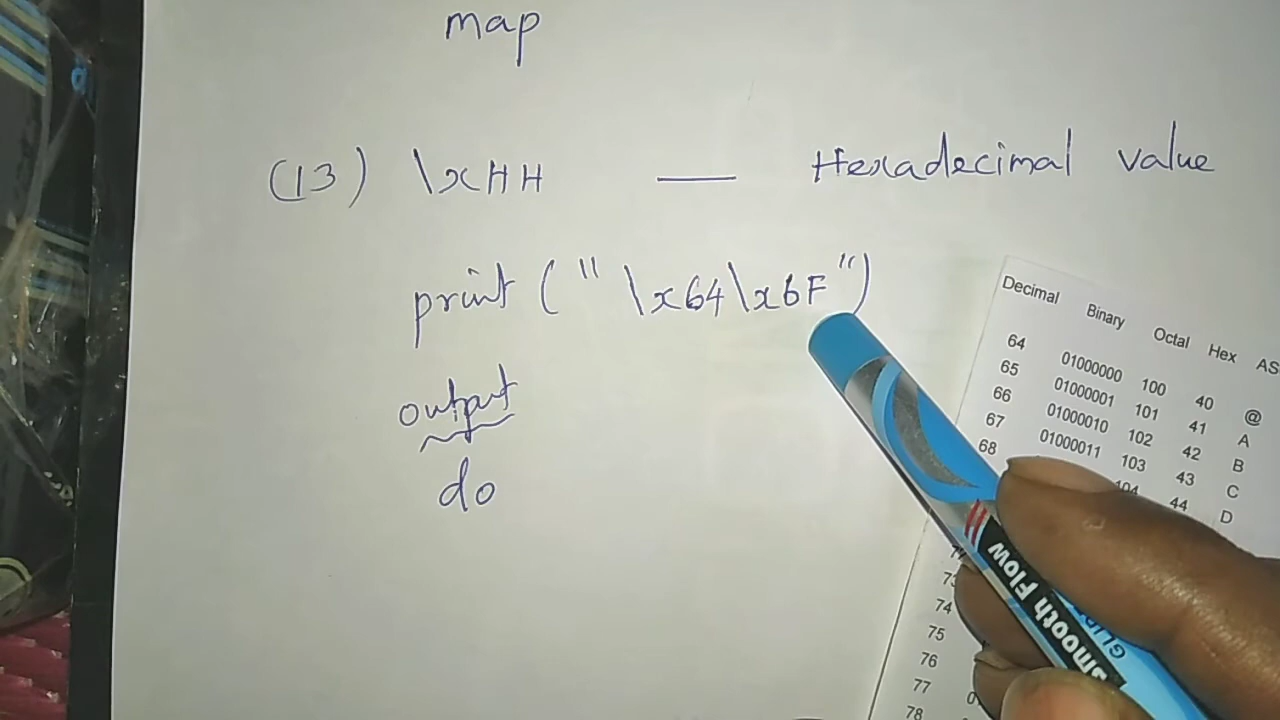 map
(13) \xHH — Hexadecimal value
print ("\x64\x6F")
output
do
Decimal Binary Octal Hex AS
64 01000000 100 40 @
65 01000001 101 41 A
66 01000010 102 42 B
67 01000011 103 43 C
68 104 44 D
73
74
75
76
77 0
78
Smooth Flow